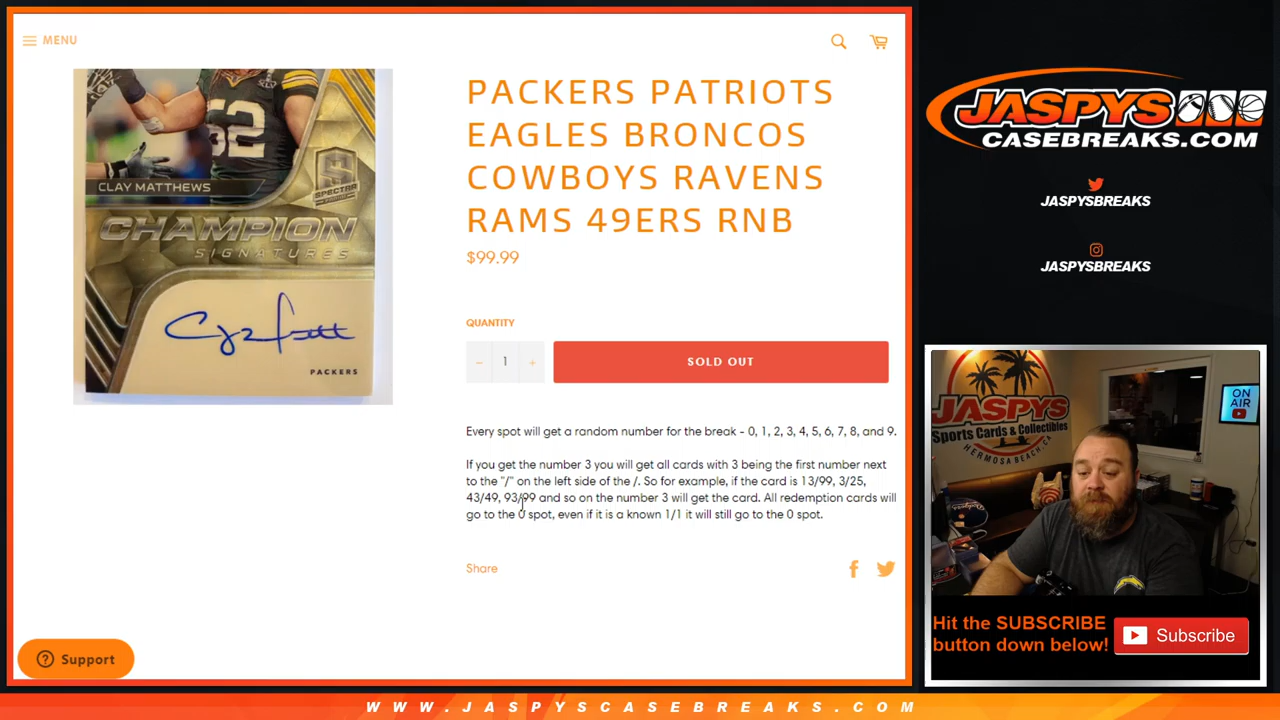 MENU
CLAY MATTHEWS
SPECTRA
CHAMPION
SIGNATURES
PACKERS
52
PACKERS PATRIOTS
EAGLES BRONCOS
COWBOYS RAVENS
RAMS 49ERS RNB
$99.99
QUANTITY
− 1 +
SOLD OUT
Every spot will get a random number for the break - 0, 1, 2, 3, 4, 5, 6, 7, 8, and 9.
If you get the number 3 you will get all cards with 3 being the first number next
to the "/" on the left side of the /. So for example, if the card is 13/99, 3/25,
43/49, 93/99 and so on the number 3 will get the card. All redemption cards will
go to the 0 spot, even if it is a known 1/1 it will still go to the 0 spot.
Share
Support
JASPYS
CASEBREAKS.COM
JASPYSBREAKS
JASPYSBREAKS
JASPYS
Sports Cards & Collectibles
HERMOSA BEACH, CA
ON
AIR
Hit the SUBSCRIBE
button down below!
Subscribe
WWW.JASPYSCASEBREAKS.COM